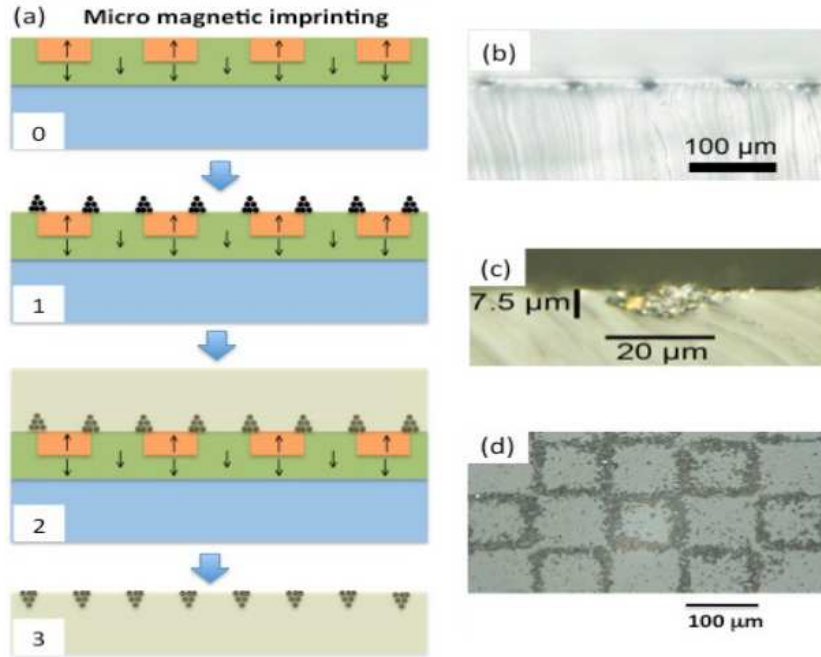 (a) Micro magnetic imprinting
0
1
2
3
(b)
100 µm
(c)
7.5 µm
20 µm
(d)
100 µm